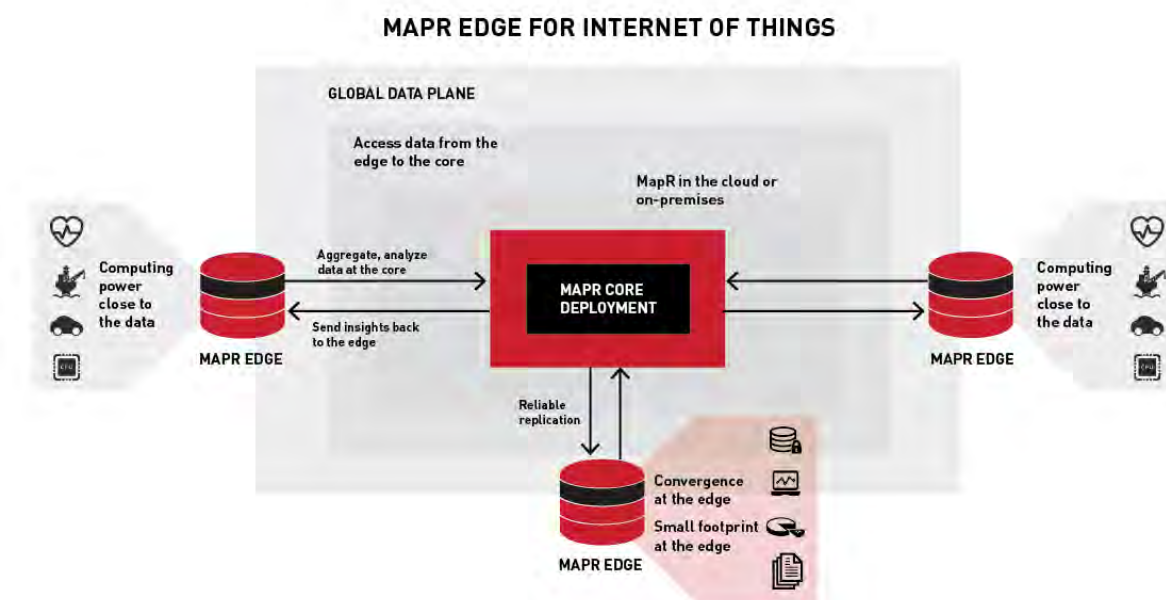 MAPR EDGE FOR INTERNET OF THINGS
GLOBAL DATA PLANE
Access data from the
edge to the core
MapR in the cloud or
on-premises
Computing
power
close to
the data
CPU
MAPR EDGE
Aggregate, analyze
data at the core
Send insights back
to the edge
MAPR CORE
DEPLOYMENT
MAPR EDGE
Computing
power
close to
the data
CPU
Reliable
replication
MAPR EDGE
Convergence
at the edge
Small footprint
at the edge